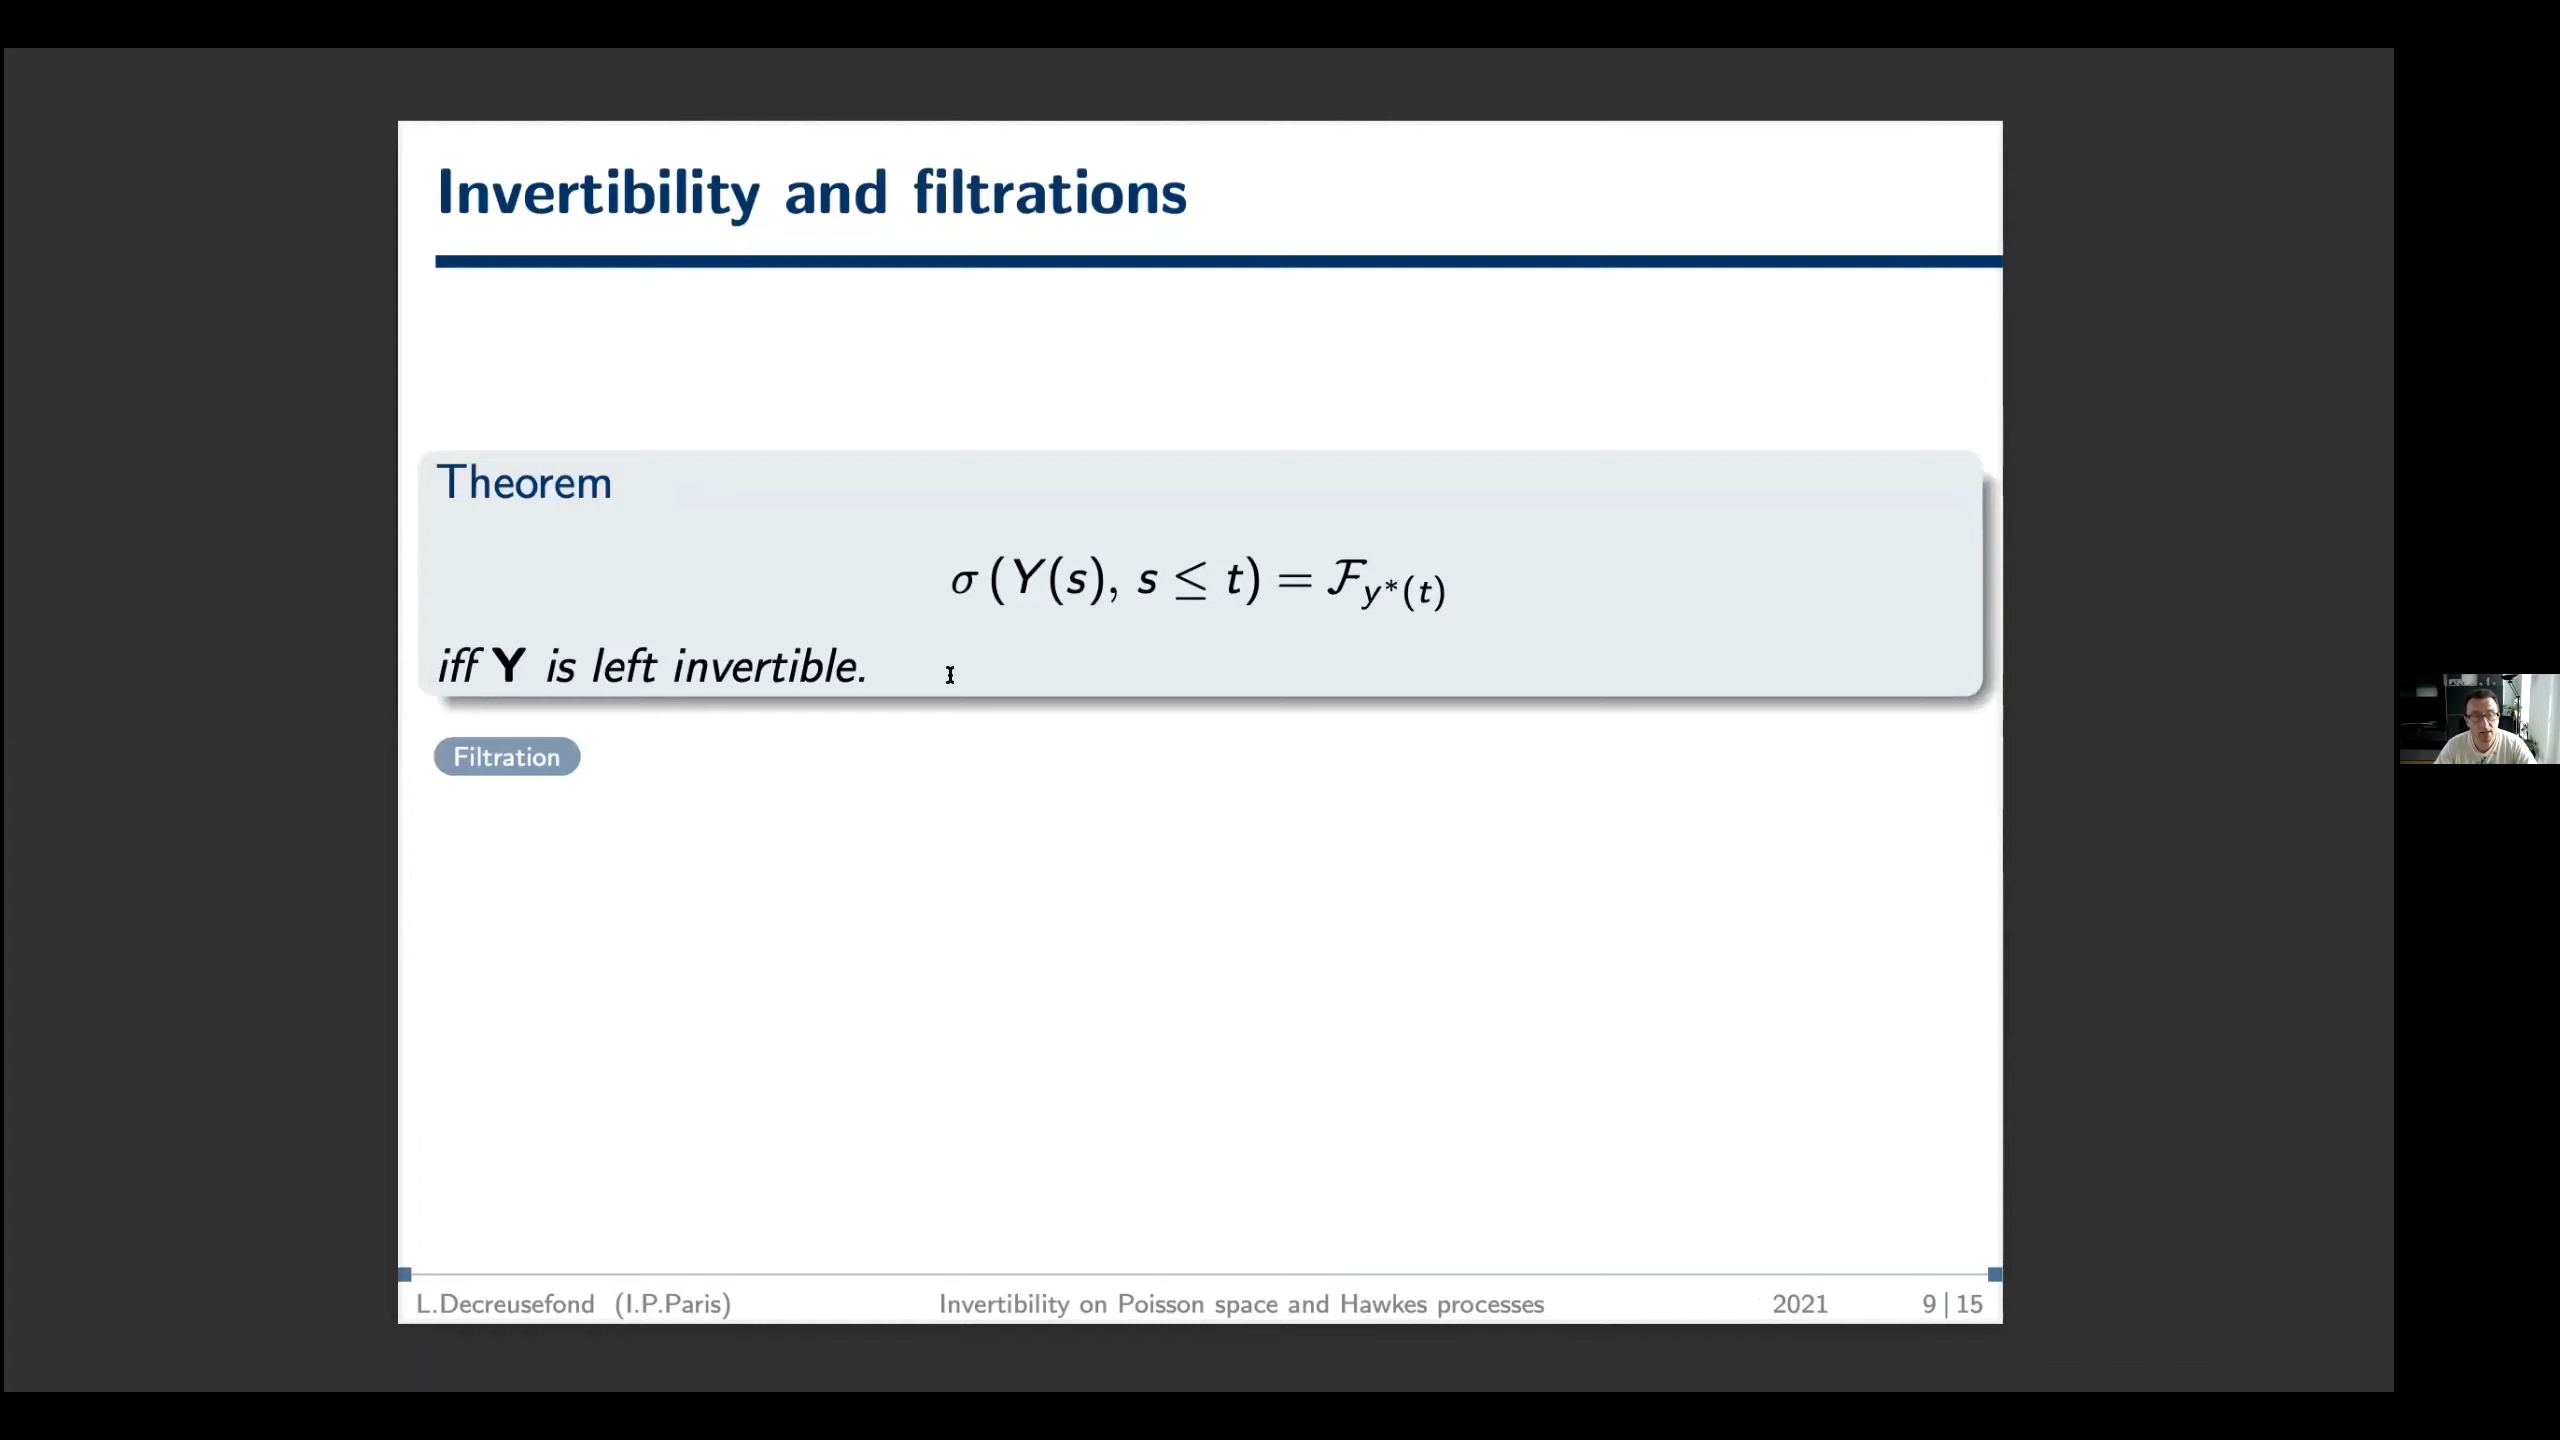 Invertibility and filtrations
Theorem
σ (Y(s), s ≤ t) = ℱ_{y*(t)}
iff Y is left invertible.
Filtration
L.Decreusefond (I.P.Paris) Invertibility on Poisson space and Hawkes processes 2021 9 | 15